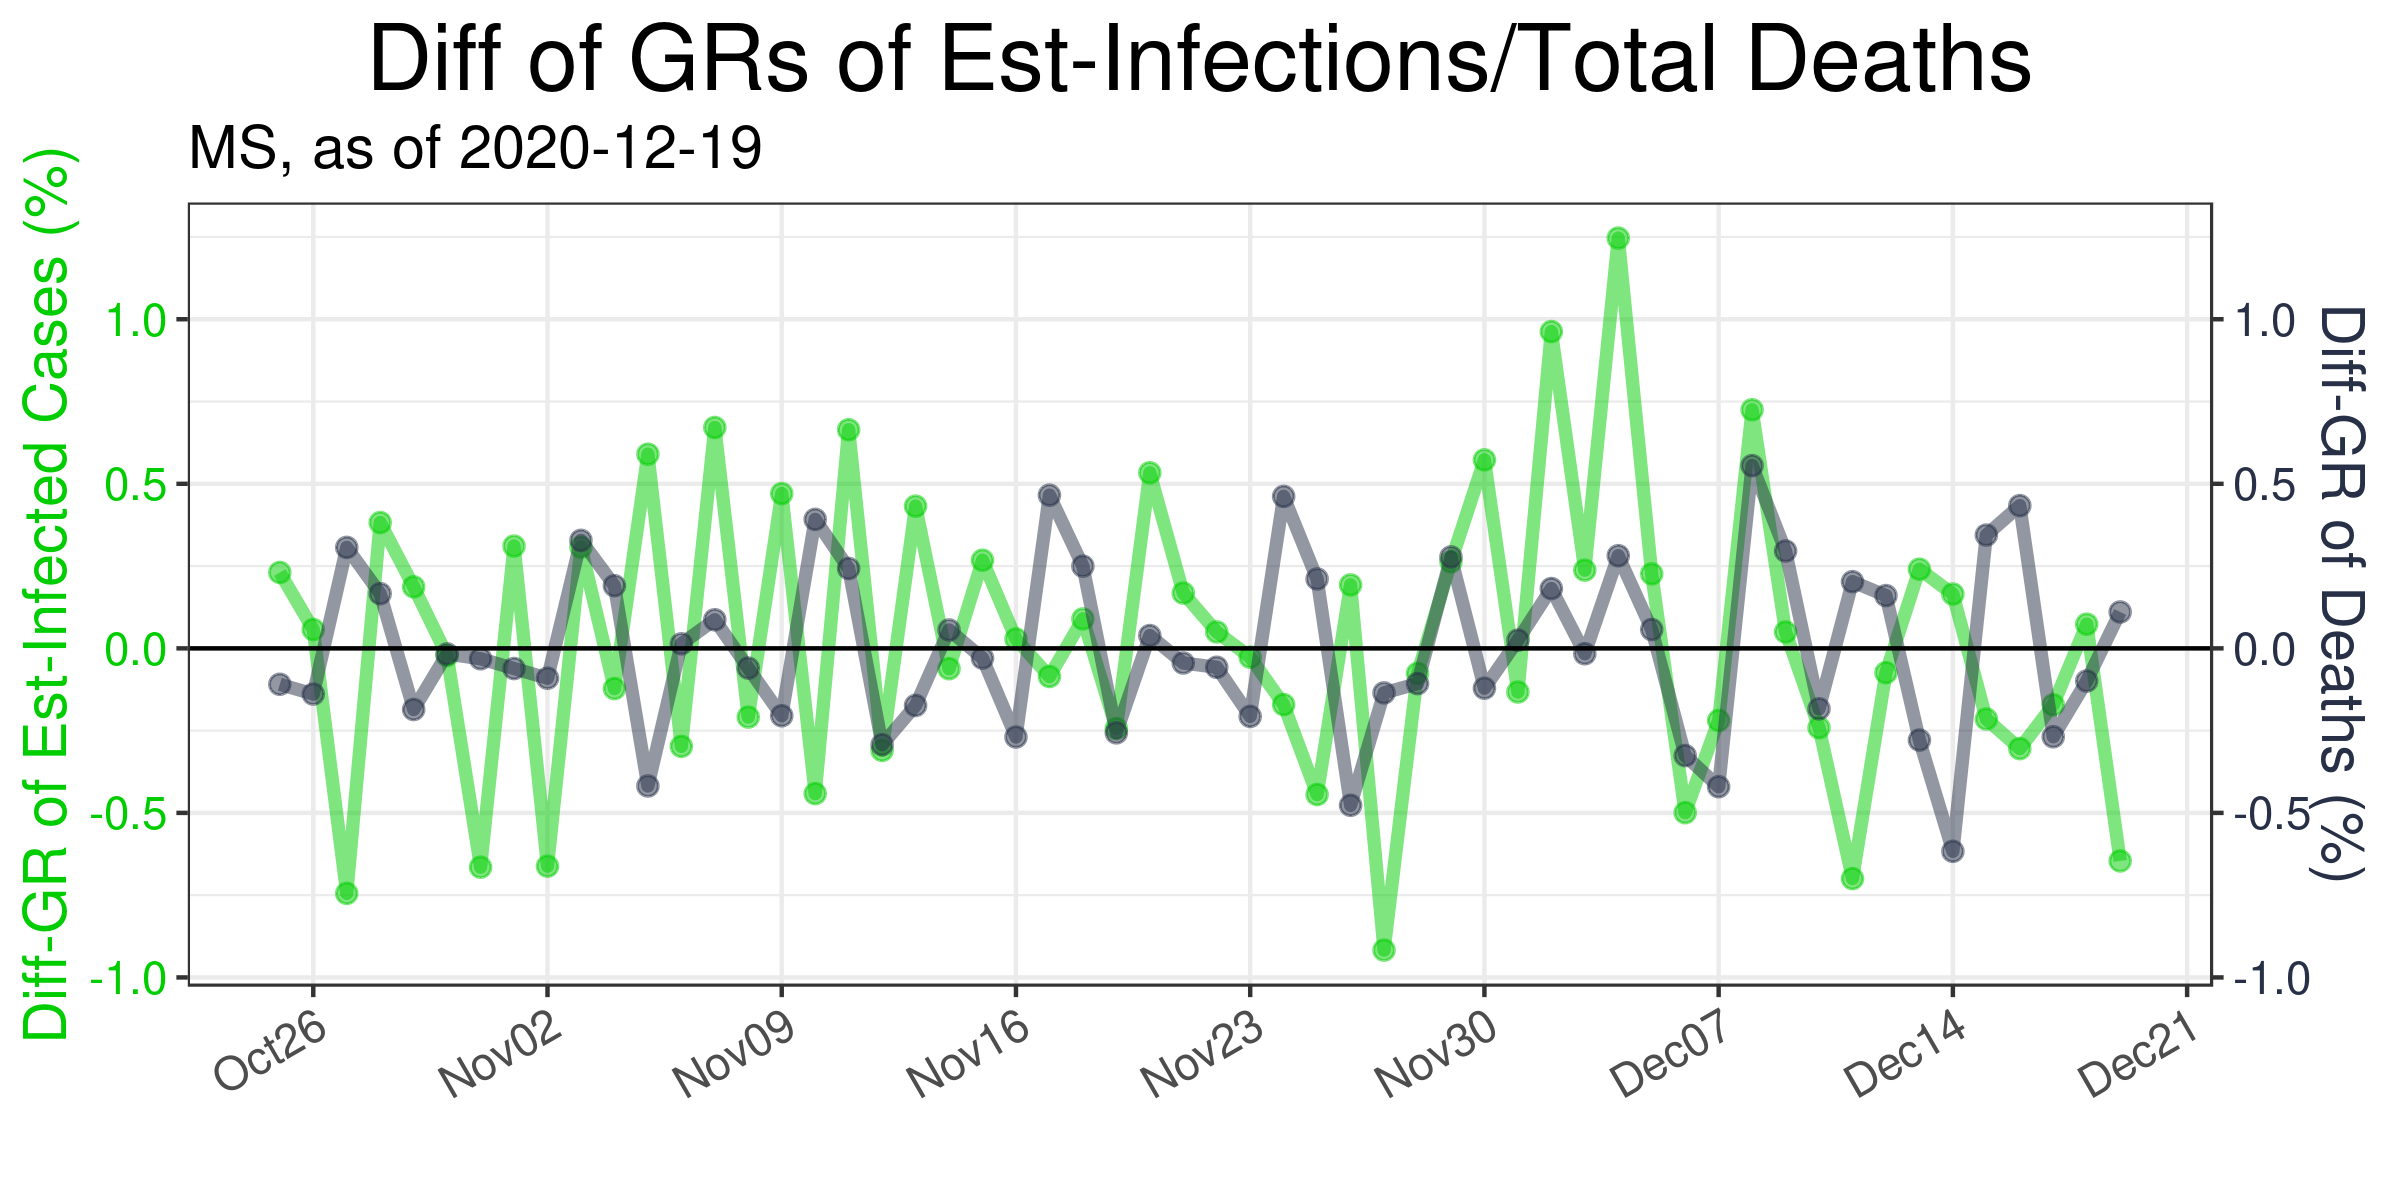 Diff of GRs of Est-Infections/Total Deaths
MS, as of 2020-12-19
Diff-GR of Est-Infected Cases (%)
1.0
0.5
0.0
-0.5
-1.0
1.0
0.5
0.0
-0.5
-1.0
Diff-GR of Deaths (%)
Oct26
Nov02
Nov09
Nov16
Nov23
Nov30
Dec07
Dec14
Dec21